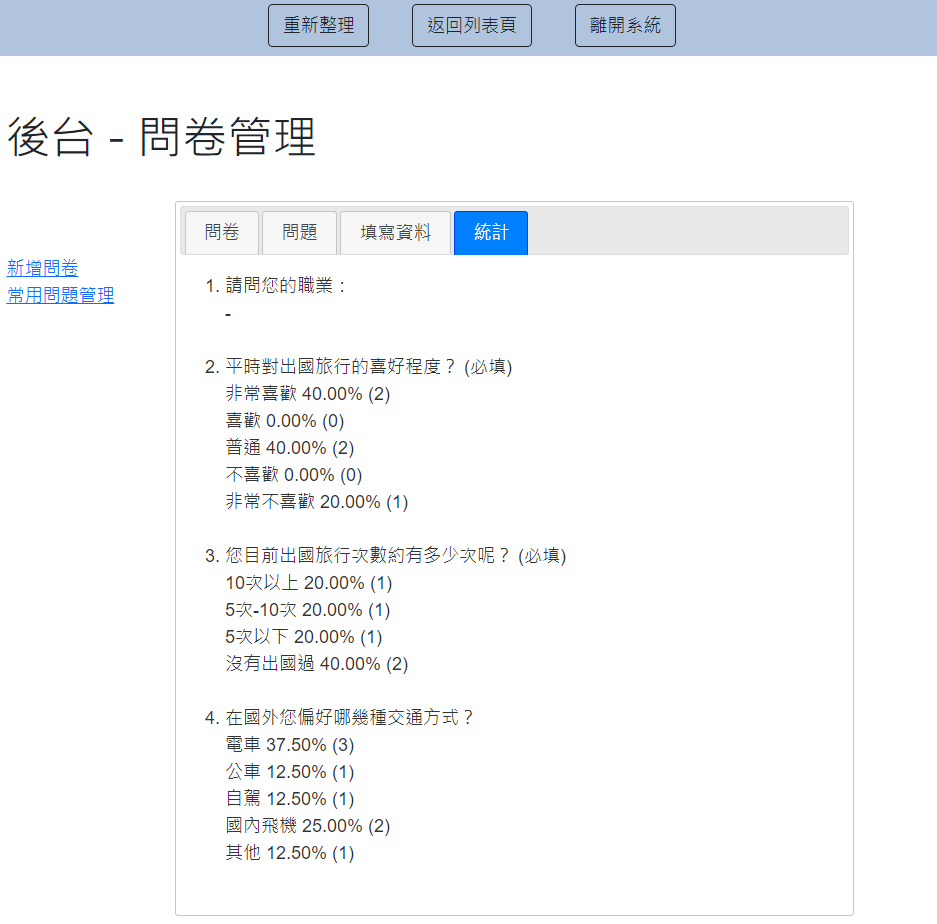 重新整理 返回列表頁 離開系統
後台 - 問卷管理
問卷 問題 填寫資料 統計
新增問卷
常用問題管理
1. 請問您的職業：
-
2. 平時對出國旅行的喜好程度？ (必填)
非常喜歡 40.00% (2)
喜歡 0.00% (0)
普通 40.00% (2)
不喜歡 0.00% (0)
非常不喜歡 20.00% (1)
3. 您目前出國旅行次數約有多少次呢？ (必填)
10次以上 20.00% (1)
5次-10次 20.00% (1)
5次以下 20.00% (1)
沒有出國過 40.00% (2)
4. 在國外您偏好哪幾種交通方式？
電車 37.50% (3)
公車 12.50% (1)
自駕 12.50% (1)
國內飛機 25.00% (2)
其他 12.50% (1)